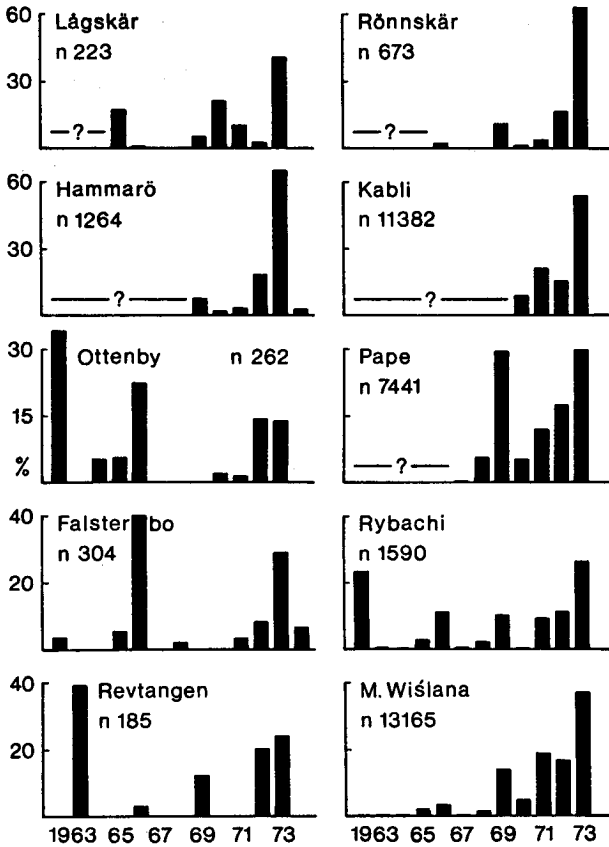 60
30
Lågskär
n 223
—?—
Rönnskär
n 673
—?—
60
30
Hammarö
n 1264
—?—
Kabli
n 11382
—?—
30
15
%
Ottenby n 262
Pape
n 7441
—?—
40
20
Falsterbo
n 304
Rybachi
n 1590
40
20
Revtangen
n 185
M. Wiślana
n 13165
1963 65 67 69 71 73
1963 65 67 69 71 73